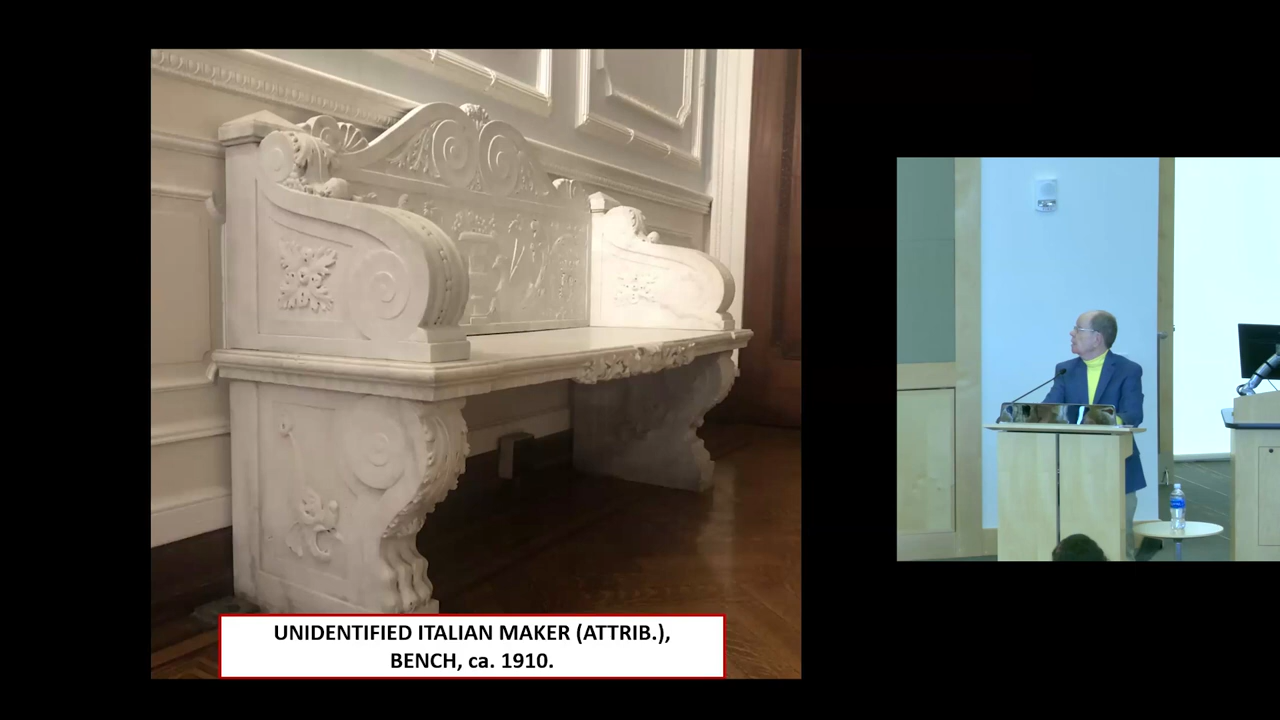 UNIDENTIFIED ITALIAN MAKER (ATTRIB.),
BENCH, ca. 1910.